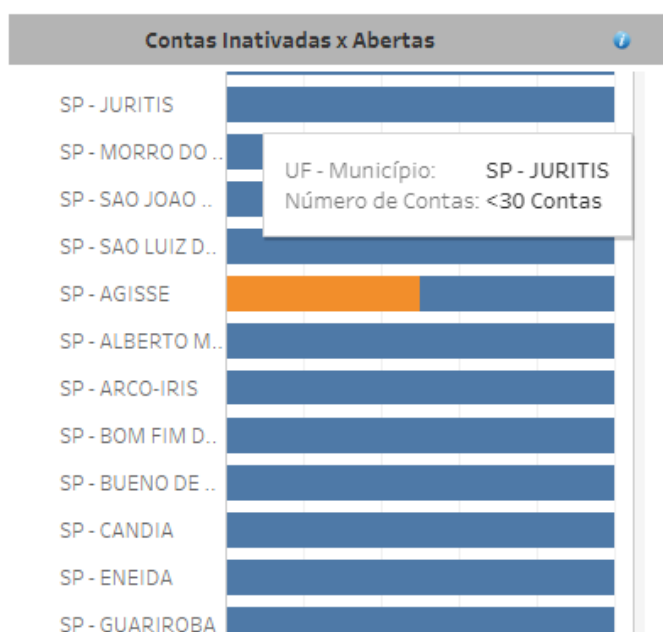 Contas Inativadas x Abertas
i
SP - JURITIS
SP - MORRO DO ..
UF - Município: SP - JURITIS
SP - SAO JOAO ..
Número de Contas: <30 Contas
SP - SAO LUIZ D..
SP - AGISSE
SP - ALBERTO M..
SP - ARCO-IRIS
SP - BOM FIM D..
SP - BUENO DE ..
SP - CANDIA
SP - ENEIDA
SP - GUARIROBA